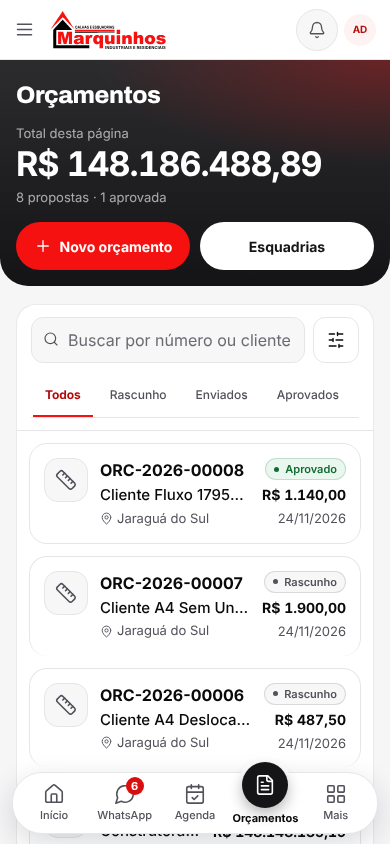 CALHAS E ESQUADRIAS
Marquinhos
INDUSTRIAIS E RESIDENCIAIS
AD
Orçamentos
Total desta página
R$ 148.186.488,89
8 propostas · 1 aprovada
Novo orçamento
Esquadrias
Buscar por número ou cliente
Todos Rascunho Enviados Aprovados
ORC-2026-00008 Aprovado
Cliente Fluxo 1795... R$ 1.140,00
Jaraguá do Sul 24/11/2026
ORC-2026-00007 Rascunho
Cliente A4 Sem Un... R$ 1.900,00
Jaraguá do Sul 24/11/2026
ORC-2026-00006 Rascunho
Cliente A4 Desloca... R$ 487,50
Jaraguá do Sul 24/11/2026
6
Início WhatsApp Agenda Orçamentos Mais